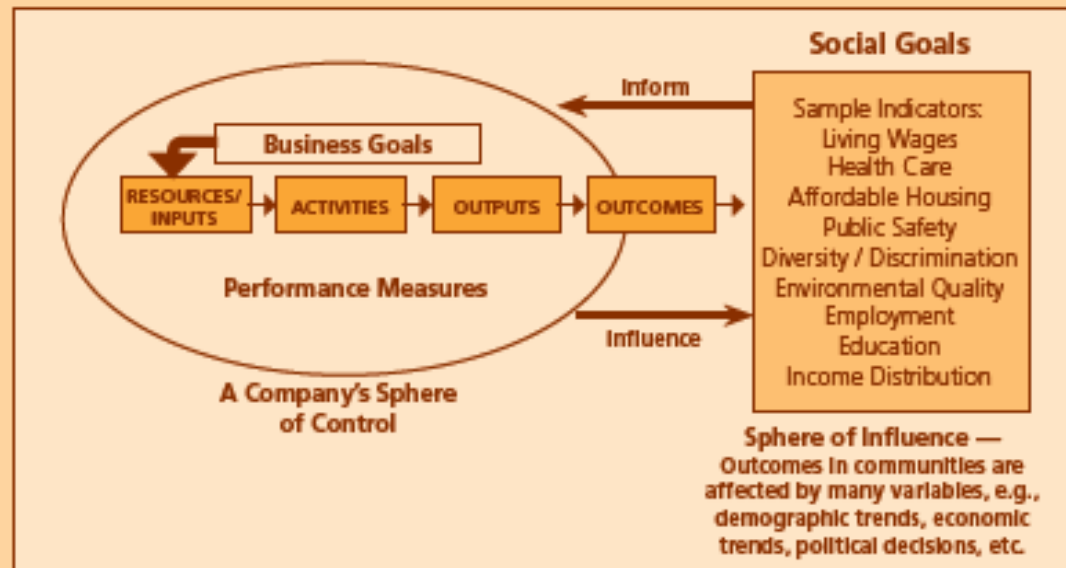 Social Goals
Inform
Business Goals
RESOURCES/
INPUTS
ACTIVITIES
OUTPUTS
OUTCOMES
Performance Measures
Influence
A Company's Sphere
of Control
Sample Indicators:
Living Wages
Health Care
Affordable Housing
Public Safety
Diversity / Discrimination
Environmental Quality
Employment
Education
Income Distribution
Sphere of Influence —
Outcomes in communities are
affected by many variables, e.g.,
demographic trends, economic
trends, political decisions, etc.